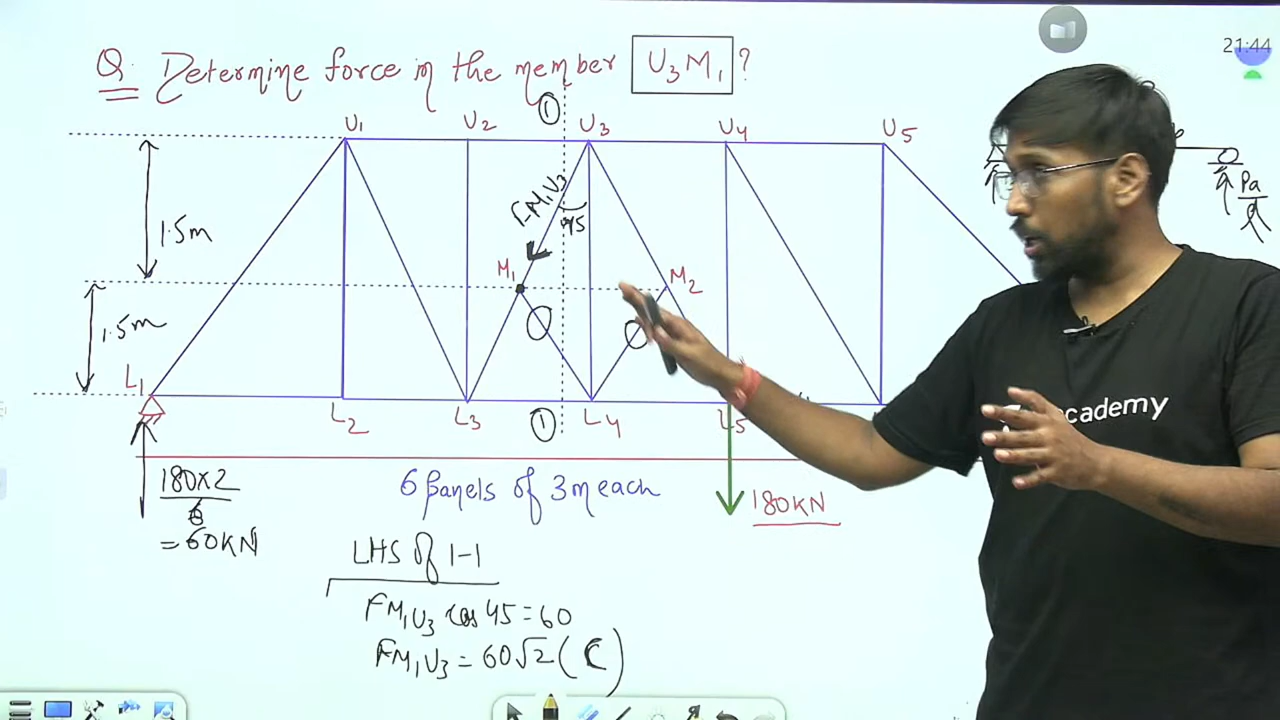 Q. Determine force in the member U3M1?
21:44
①
U1 U2 U3 U4 U5
FM1U3
45
1.5m
M1 M2
1.5m
L1
L2 L3 ① L4 L5
academy
Pa
180×2
6
= 60KN
6 panels of 3m each
180KN
LHS of 1-1
FM1U3 cos 45 = 60
FM1U3 = 60√2 (C)